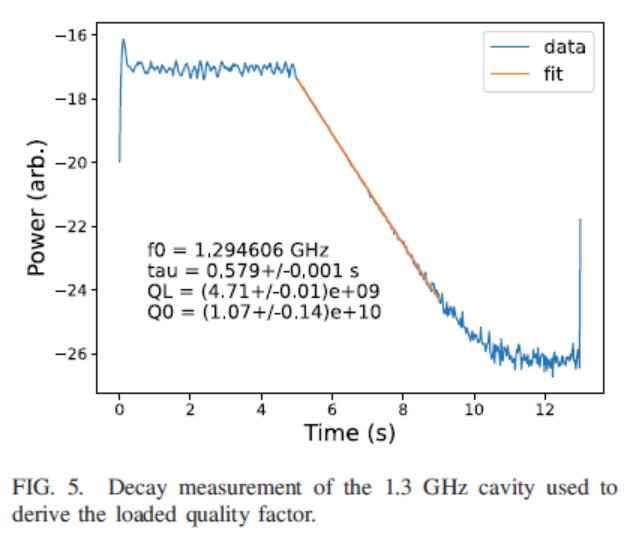 −16
−18
−20
−22
−24
−26
Power (arb.)
data
fit
f0 = 1.294606 GHz
tau = 0.579+/-0.001 s
QL = (4.71+/-0.01)e+09
Q0 = (1.07+/-0.14)e+10
0 2 4 6 8 10 12
Time (s)
FIG. 5. Decay measurement of the 1.3 GHz cavity used to
derive the loaded quality factor.